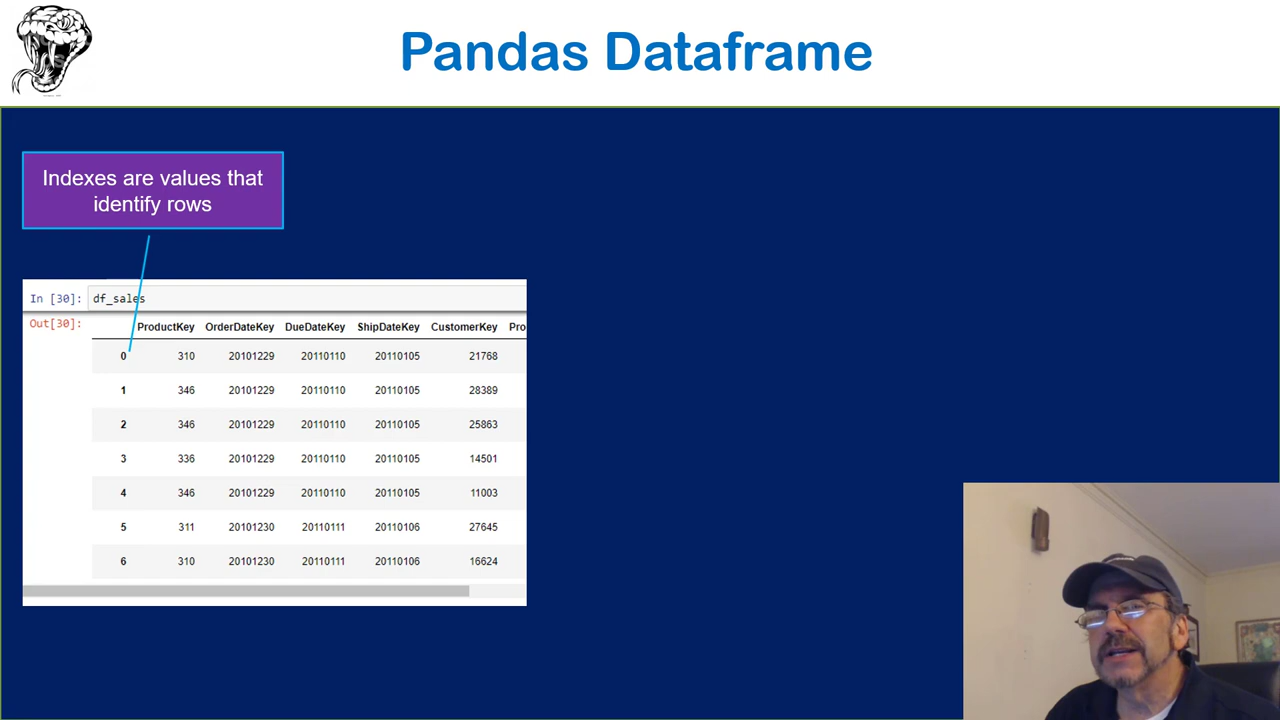 Pandas Dataframe
Indexes are values that
identify rows
In [30]: df_sales
Out[30]:
ProductKey OrderDateKey DueDateKey ShipDateKey CustomerKey Pro
0 310 20101229 20110110 20110105 21768
1 346 20101229 20110110 20110105 28389
2 346 20101229 20110110 20110105 25863
3 336 20101229 20110110 20110105 14501
4 346 20101229 20110110 20110105 11003
5 311 20101230 20110111 20110106 27645
6 310 20101230 20110111 20110106 16624